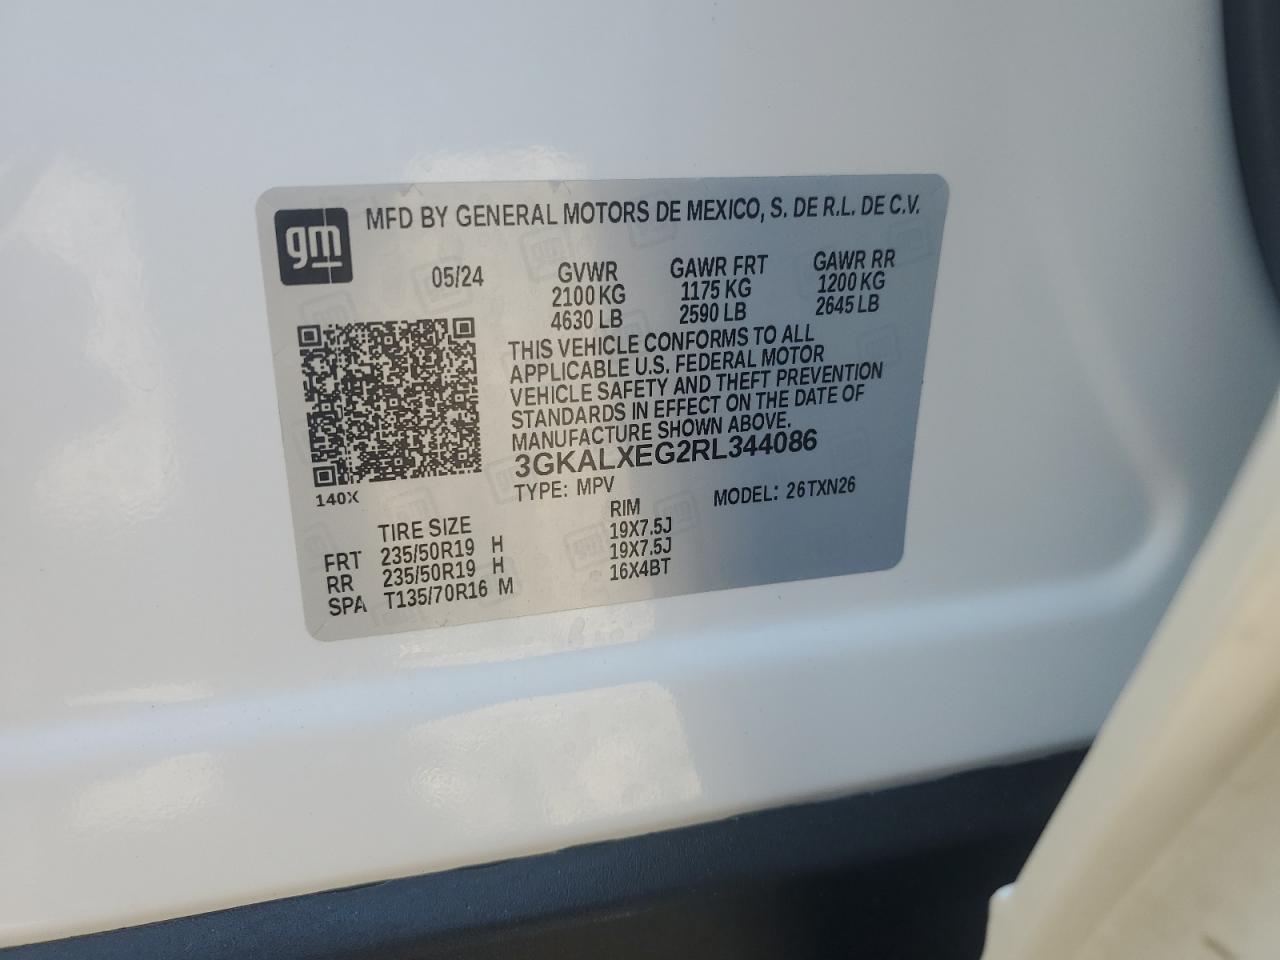 gm
MFD BY GENERAL MOTORS DE MEXICO, S. DE R.L. DE C.V.
05/24 GVWR GAWR FRT GAWR RR
2100 KG 1175 KG 1200 KG
4630 LB 2590 LB 2645 LB
THIS VEHICLE CONFORMS TO ALL
APPLICABLE U.S. FEDERAL MOTOR
VEHICLE SAFETY AND THEFT PREVENTION
STANDARDS IN EFFECT ON THE DATE OF
MANUFACTURE SHOWN ABOVE.
3GKALXEG2RL344086
140X
TYPE: MPV MODEL: 26TXN26
TIRE SIZE RIM
FRT 235/50R19 H 19X7.5J
RR 235/50R19 H 19X7.5J
SPA T135/70R16 M 16X4BT